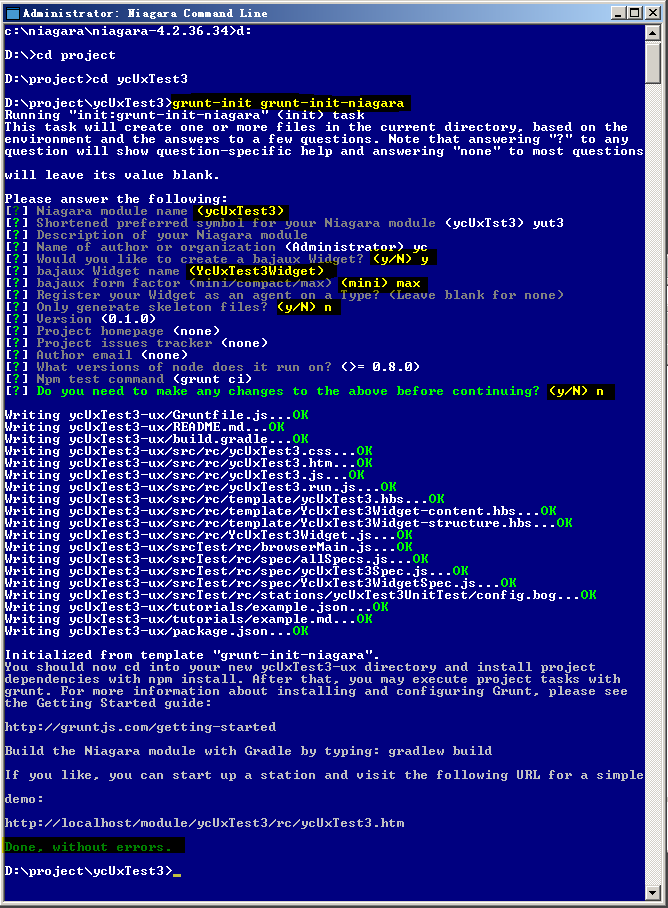 Administrator: Niagara Command Line
c:\niagara\niagara-4.2.36.34>d:
D:\>cd project
D:\project>cd ycUxTest3
D:\project\ycUxTest3>grunt-init grunt-init-niagara
Running "init:grunt-init-niagara" (init) task
This task will create one or more files in the current directory, based on the
environment and the answers to a few questions. Note that answering "?" to any
question will show question-specific help and answering "none" to most questions
will leave its value blank.
Please answer the following:
[?] Niagara module name (ycUxTest3)
[?] Shortened preferred symbol for your Niagara module (ycUxTst3) yut3
[?] Description of your Niagara module
[?] Name of author or organization (Administrator) yc
[?] Would you like to create a bajaux Widget? (y/N) y
[?] bajaux Widget name (YcUxTest3Widget)
[?] bajaux form factor (mini/compact/max) (mini) max
[?] Register your Widget as an agent on a Type? (Leave blank for none)
[?] Only generate skeleton files? (y/N) n
[?] Version (0.1.0)
[?] Project homepage (none)
[?] Project issues tracker (none)
[?] Author email (none)
[?] What versions of node does it run on? (>= 0.8.0)
[?] Npm test command (grunt ci)
[?] Do you need to make any changes to the above before continuing? (y/N) n
Writing ycUxTest3-ux/Gruntfile.js...OK
Writing ycUxTest3-ux/README.md...OK
Writing ycUxTest3-ux/build.gradle...OK
Writing ycUxTest3-ux/src/rc/ycUxTest3.css...OK
Writing ycUxTest3-ux/src/rc/ycUxTest3.htm...OK
Writing ycUxTest3-ux/src/rc/ycUxTest3.js...OK
Writing ycUxTest3-ux/src/rc/ycUxTest3.run.js...OK
Writing ycUxTest3-ux/src/rc/template/ycUxTest3.hbs...OK
Writing ycUxTest3-ux/src/rc/template/YcUxTest3Widget-content.hbs...OK
Writing ycUxTest3-ux/src/rc/template/YcUxTest3Widget-structure.hbs...OK
Writing ycUxTest3-ux/src/rc/YcUxTest3Widget.js...OK
Writing ycUxTest3-ux/srcTest/rc/browserMain.js...OK
Writing ycUxTest3-ux/srcTest/rc/spec/allSpecs.js...OK
Writing ycUxTest3-ux/srcTest/rc/spec/ycUxTest3Spec.js...OK
Writing ycUxTest3-ux/srcTest/rc/spec/YcUxTest3WidgetSpec.js...OK
Writing ycUxTest3-ux/srcTest/rc/stations/ycUxTest3UnitTest/config.bog...OK
Writing ycUxTest3-ux/tutorials/example.json...OK
Writing ycUxTest3-ux/tutorials/example.md...OK
Writing ycUxTest3-ux/package.json...OK
Initialized from template "grunt-init-niagara".
You should now cd into your new ycUxTest3-ux directory and install project
dependencies with npm install. After that, you may execute project tasks with
grunt. For more information about installing and configuring Grunt, please see
the Getting Started guide:
http://gruntjs.com/getting-started
Build the Niagara module with Gradle by typing: gradlew build
If you like, you can start up a station and visit the following URL for a simple
demo:
http://localhost/module/ycUxTest3/rc/ycUxTest3.htm
Done, without errors.
D:\project\ycUxTest3>_